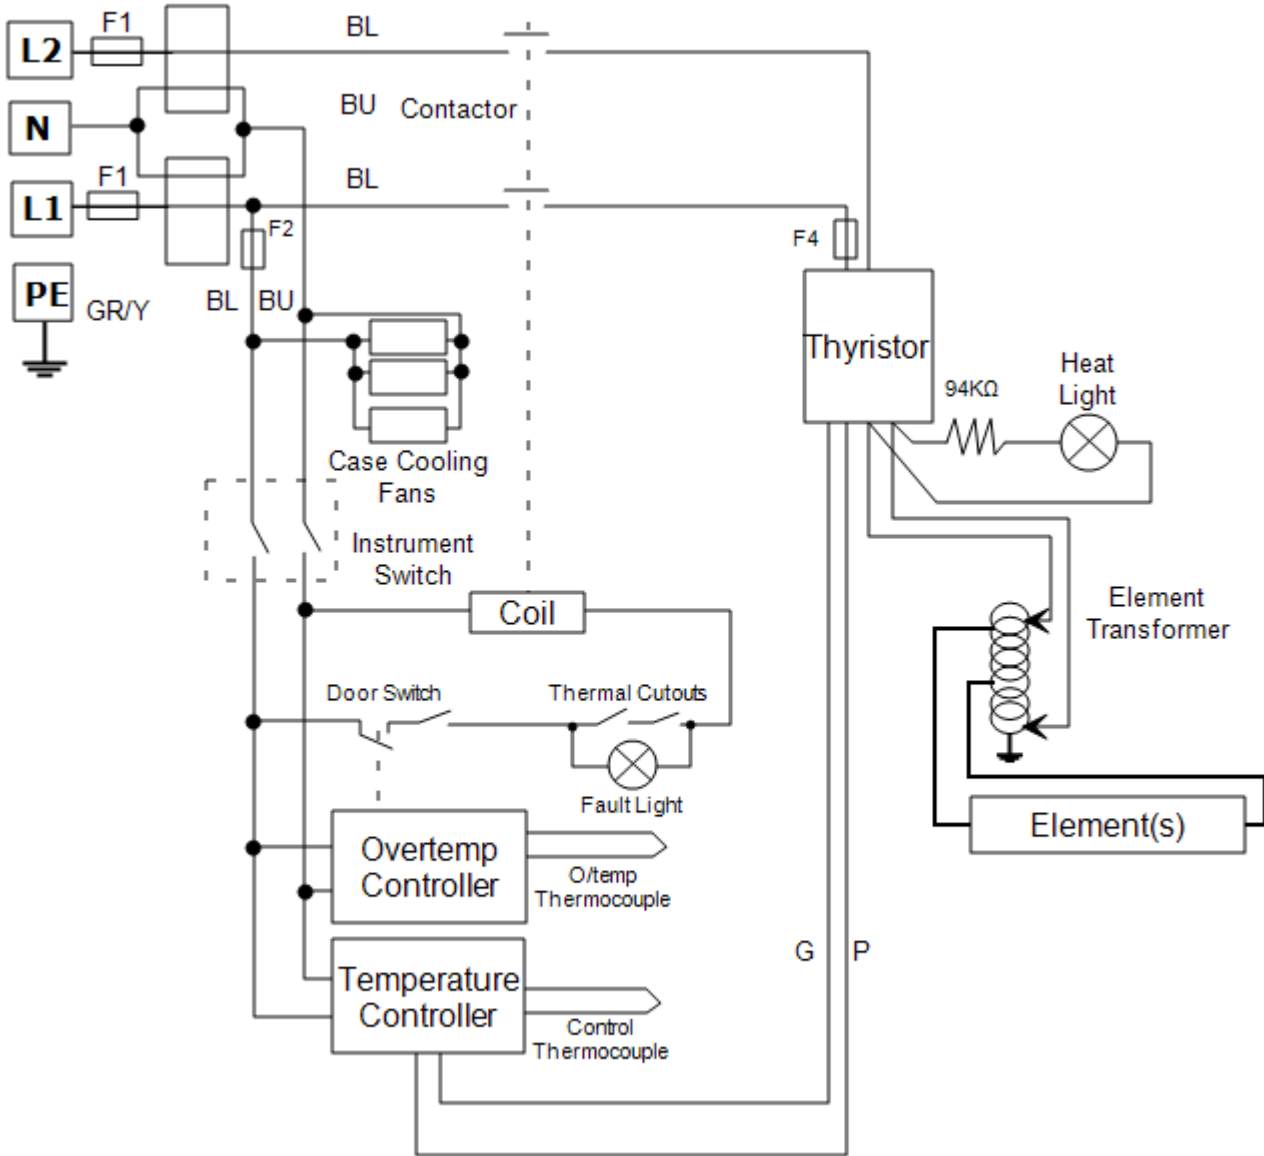 F1
BL
L2
BU
Contactor
N
F1
BL
L1
F2
F4
PE
GR/Y
BL
BU
Thyristor
Heat
Light
94KΩ
Case Cooling
Fans
Instrument
Switch
Coil
Element
Transformer
Door Switch
Thermal Cutouts
Fault Light
Element(s)
Overtemp
Controller
O/temp
Thermocouple
G
P
Temperature
Controller
Control
Thermocouple